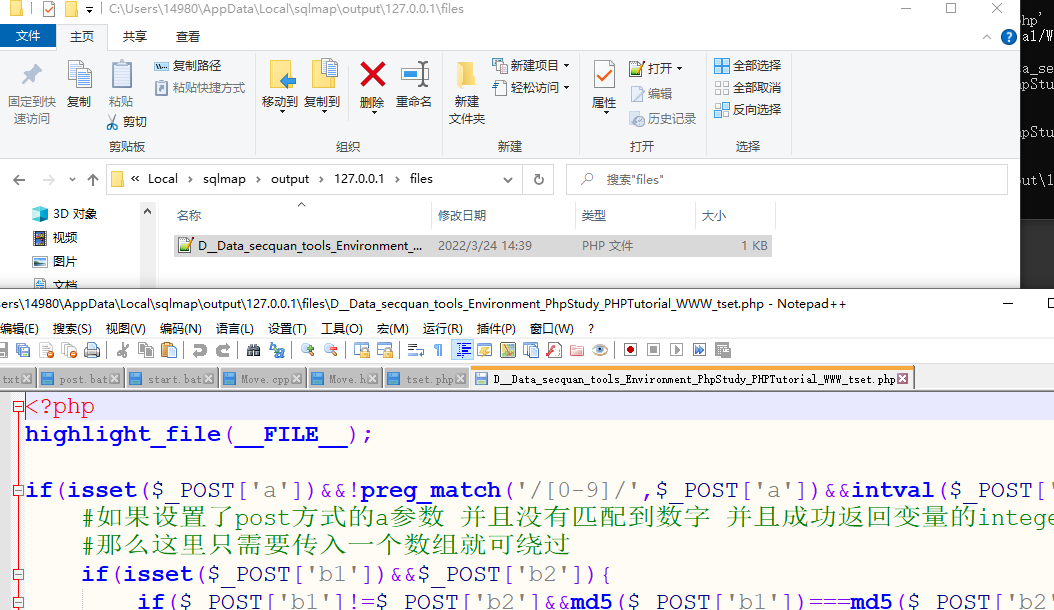 C:\Users\14980\AppData\Local\sqlmap\output\127.0.0.1\files
文件 主页 共享 查看
固定到快速访问 复制 粘贴 复制路径 粘贴快捷方式 剪切
移动到 复制到 删除 重命名
新建文件夹 新建项目 轻松访问
属性 打开 编辑 历史记录
全部选择 全部取消 反向选择
剪贴板 组织 新建 打开 选择
« Local › sqlmap › output › 127.0.0.1 › files
搜索"files"
3D 对象
视频
图片
文档
名称 修改日期 类型 大小
D__Data_secquan_tools_Environment_... 2022/3/24 14:39 PHP 文件 1 KB
ers\14980\AppData\Local\sqlmap\output\127.0.0.1\files\D__Data_secquan_tools_Environment_PhpStudy_PHPTutorial_WWW_tset.php - Notepad++
编辑(E) 搜索(S) 视图(V) 编码(N) 语言(L) 设置(T) 工具(O) 宏(M) 运行(R) 插件(P) 窗口(W) ?
txt post.bat start.bat Move.cpp Move.h tset.php D__Data_secquan_tools_Environment_PhpStudy_PHPTutorial_WWW_tset.php
<?php
highlight_file(__FILE__);
if(isset($_POST['a'])&&!preg_match('/[0-9]/',$_POST['a'])&&intval($_POST['
#如果设置了post方式的a参数 并且没有匹配到数字 并且成功返回变量的intege
#那么这里只需要传入一个数组就可绕过
if(isset($_POST['b1'])&&$_POST['b2']){
if($_POST['b1']!=$_POST['b2']&&md5($_POST['b1'])===md5($_POST['b2